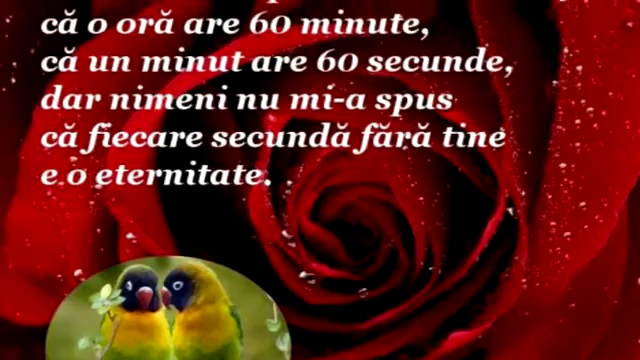 că o oră are 60 minute,
că un minut are 60 secunde,
dar nimeni nu mi-a spus
că fiecare secundă fără tine
e o eternitate.